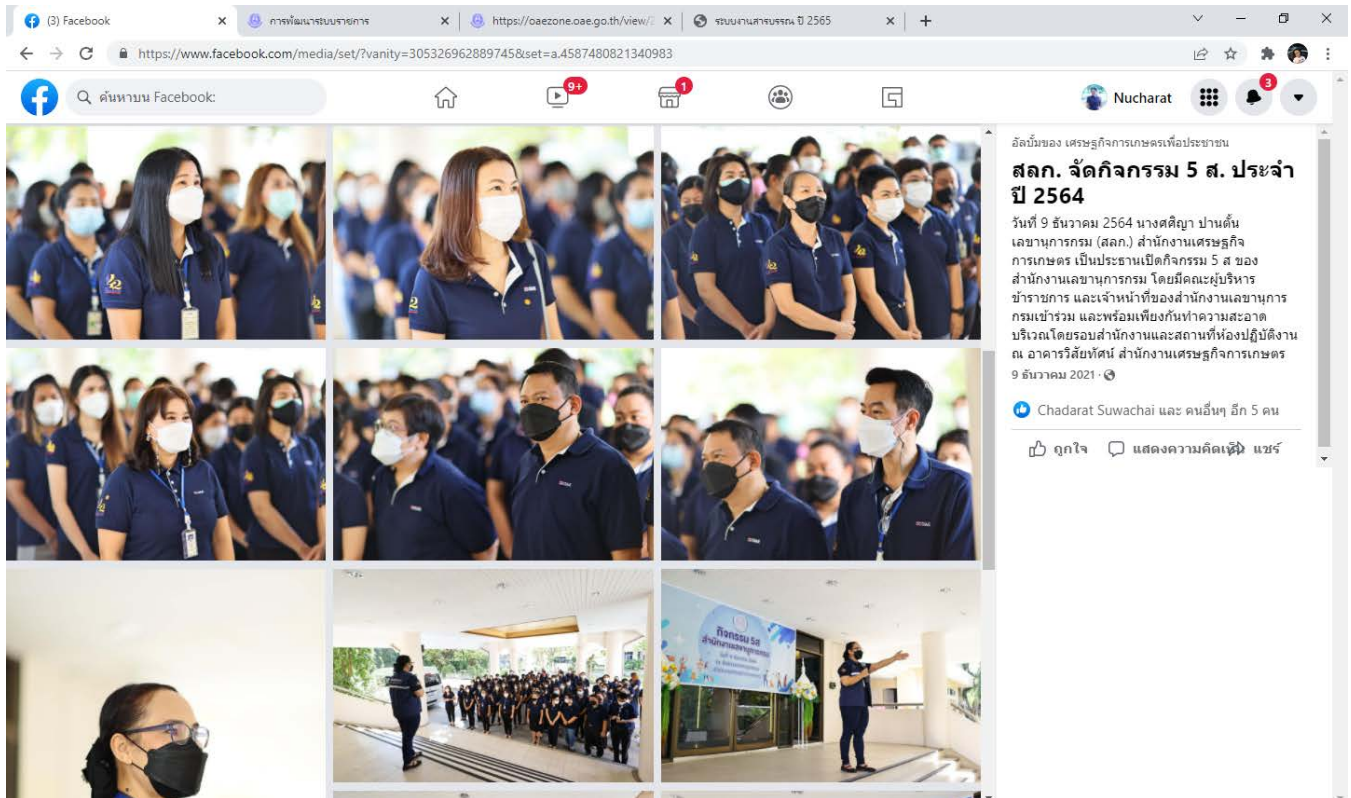 (3) Facebook
การพัฒนาระบบรายการ
https://oaezone.oae.go.th/view/2
ระบบงานสารบรรณ ปี 2565
https://www.facebook.com/media/set/?vanity=305326962889745&set=a.4587480821340983
ค้นหาบน Facebook:
9+
1
Nucharat
3
อัลบั้มของ เศรษฐกิจการเกษตรเพื่อประชาชน
สลก. จัดกิจกรรม 5 ส. ประจำ
ปี 2564
วันที่ 9 ธันวาคม 2564 นางศศิญา ปานตั้น
เลขานุการกรม (สลก.) สำนักงานเศรษฐกิจ
การเกษตร เป็นประธานเปิดกิจกรรม 5 ส ของ
สำนักงานเลขานุการกรม โดยมีคณะผู้บริหาร
ข้าราชการ และเจ้าหน้าที่ของสำนักงานเลขานุการ
กรมเข้าร่วม และพร้อมเพียงกันทำความสะอาด
บริเวณโดยรอบสำนักงานและสถานที่ห้องปฏิบัติงาน
ณ อาคารวิสัยทัศน์ สำนักงานเศรษฐกิจการเกษตร
9 ธันวาคม 2021
Chadarat Suwachai และ คนอื่นๆ อีก 5 คน
ถูกใจ แสดงความคิดเห็น แชร์
กิจกรรม 5ส
สำนักงานเลขานุการกรม